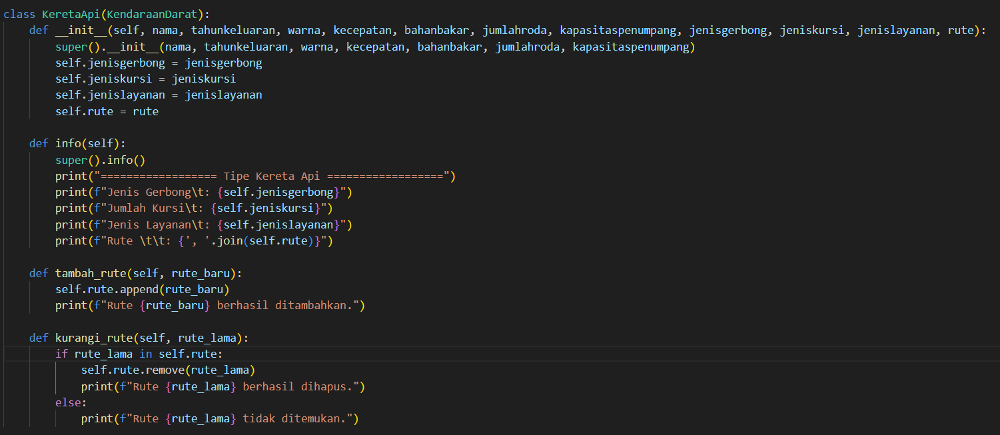 class KeretaApi(KendaraanDarat):
    def __init__(self, nama, tahunkeluaran, warna, kecepatan, bahanbakar, jumlahroda, kapasitaspenumpang, jenisgerbong, jeniskursi, jenislayanan, rute):
        super().__init__(nama, tahunkeluaran, warna, kecepatan, bahanbakar, jumlahroda, kapasitaspenumpang)
        self.jenisgerbong = jenisgerbong
        self.jeniskursi = jeniskursi
        self.jenislayanan = jenislayanan
        self.rute = rute

    def info(self):
        super().info()
        print("================== Tipe Kereta Api ==================")
        print(f"Jenis Gerbong\t: {self.jenisgerbong}")
        print(f"Jumlah Kursi\t: {self.jeniskursi}")
        print(f"Jenis Layanan\t: {self.jenislayanan}")
        print(f"Rute \t\t: {', '.join(self.rute)}")

    def tambah_rute(self, rute_baru):
        self.rute.append(rute_baru)
        print(f"Rute {rute_baru} berhasil ditambahkan.")

    def kurangi_rute(self, rute_lama):
        if rute_lama in self.rute:
            self.rute.remove(rute_lama)
            print(f"Rute {rute_lama} berhasil dihapus.")
        else:
            print(f"Rute {rute_lama} tidak ditemukan.")